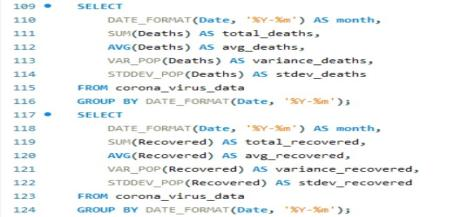 109 SELECT
110 DATE_FORMAT(Date, '%Y-%m') AS month,
111 SUM(Deaths) AS total_deaths,
112 AVG(Deaths) AS avg_deaths,
113 VAR_POP(Deaths) AS variance_deaths,
114 STDDEV_POP(Deaths) AS stdev_deaths
115 FROM corona_virus_data
116 GROUP BY DATE_FORMAT(Date, '%Y-%m');
117 SELECT
118 DATE_FORMAT(Date, '%Y-%m') AS month,
119 SUM(Recovered) AS total_recovered,
120 AVG(Recovered) AS avg_recovered,
121 VAR_POP(Recovered) AS variance_recovered,
122 STDDEV_POP(Recovered) AS stdev_recovered
123 FROM corona_virus_data
124 GROUP BY DATE_FORMAT(Date, '%Y-%m');